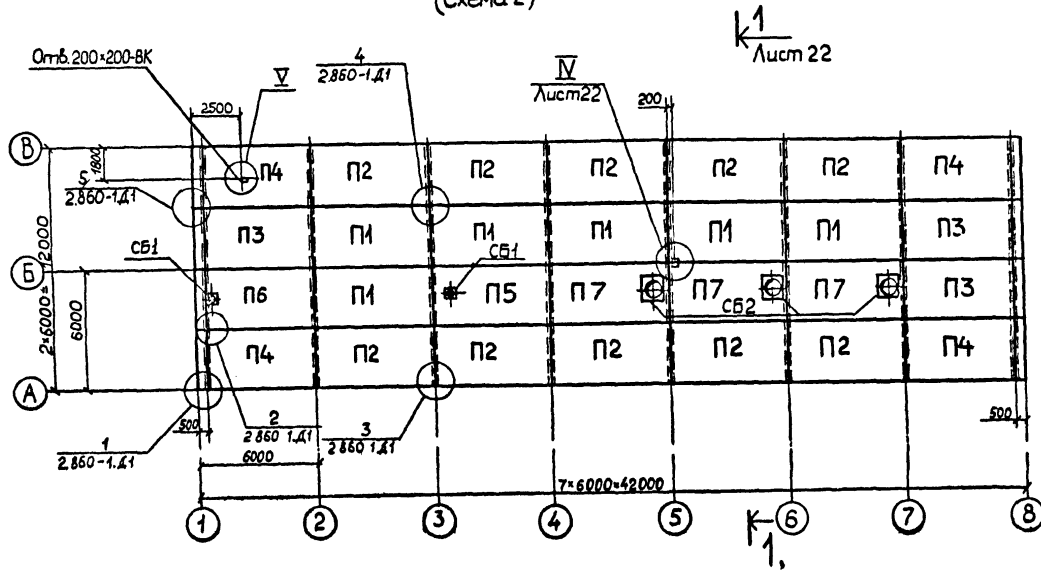 (Схема 2)
1
Лист 22
Отв. 200×200-ВК
V
4
2.860-1.Д1
IV
Лист 22
2500
200
В
1800
П4 П2 П2 П2 П2 П2 П4
5
2.860-1.Д1
П3 П1 П1 П1 П1 П1 П3
СБ1
СБ1
Б
2×6000=12000
6000
П6 П1 П5 П7 П7 П7 П3
СБ2
П4 П2 П2 П2 П2 П2 П4
А
500
1
2.860-1.Д1
2
2.860 1.Д1
3
2.860 1.Д1
500
6000
7×6000=42000
1 2 3 4 5 6 7 8
1.